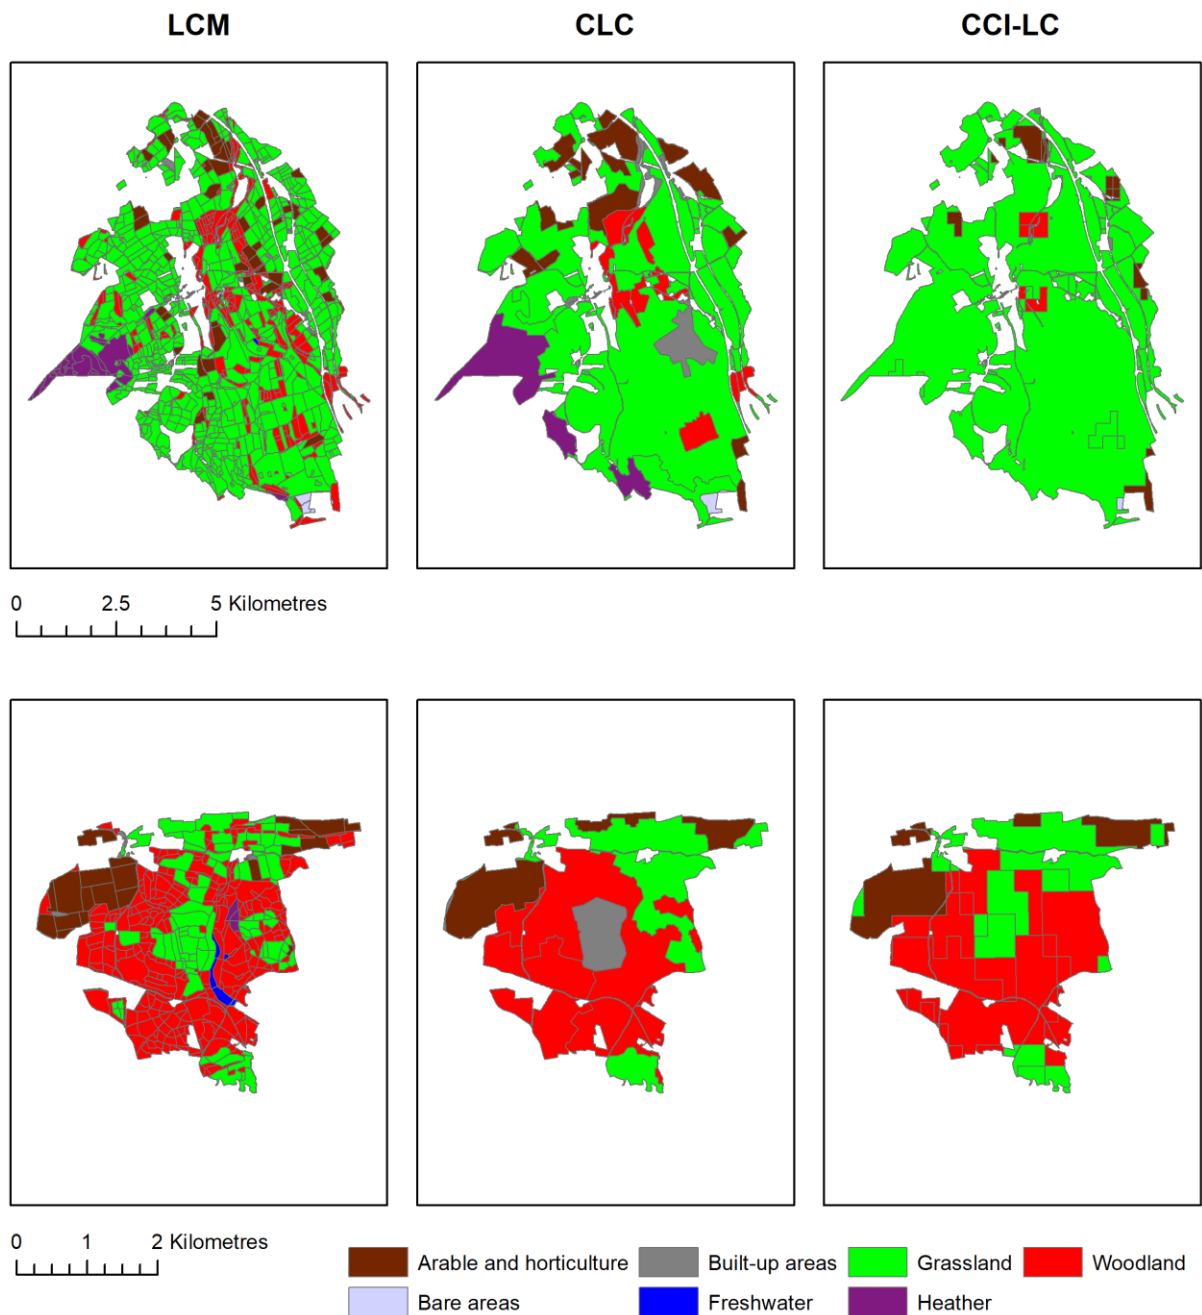 LCM CLC CCI-LC
0 2.5 5 Kilometres
0 1 2 Kilometres
Arable and horticulture Built-up areas Grassland Woodland
Bare areas Freshwater Heather